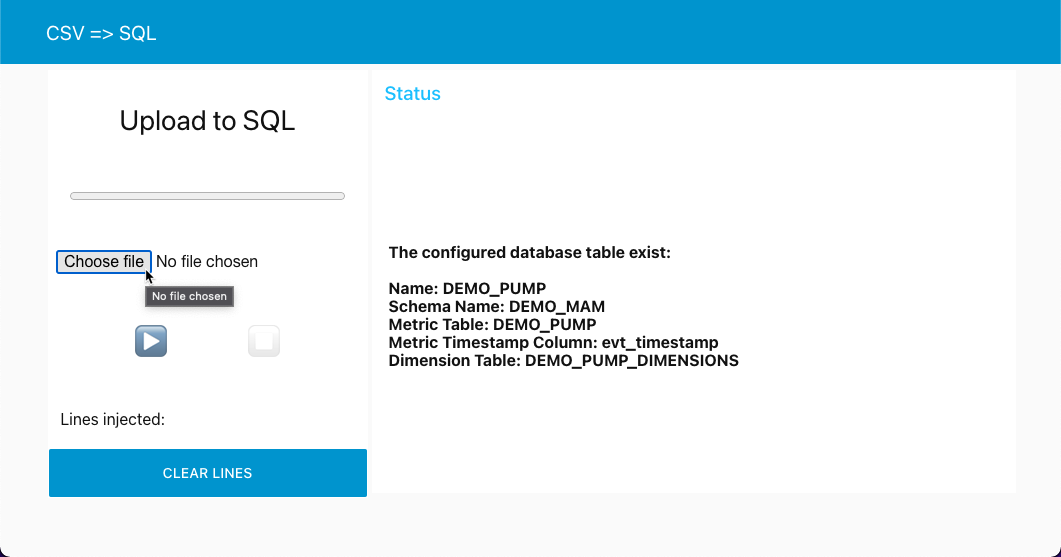 CSV => SQL
Upload to SQL
Status
Choose file No file chosen
No file chosen
The configured database table exist:
Name: DEMO_PUMP
Schema Name: DEMO_MAM
Metric Table: DEMO_PUMP
Metric Timestamp Column: evt_timestamp
Dimension Table: DEMO_PUMP_DIMENSIONS
Lines injected:
CLEAR LINES